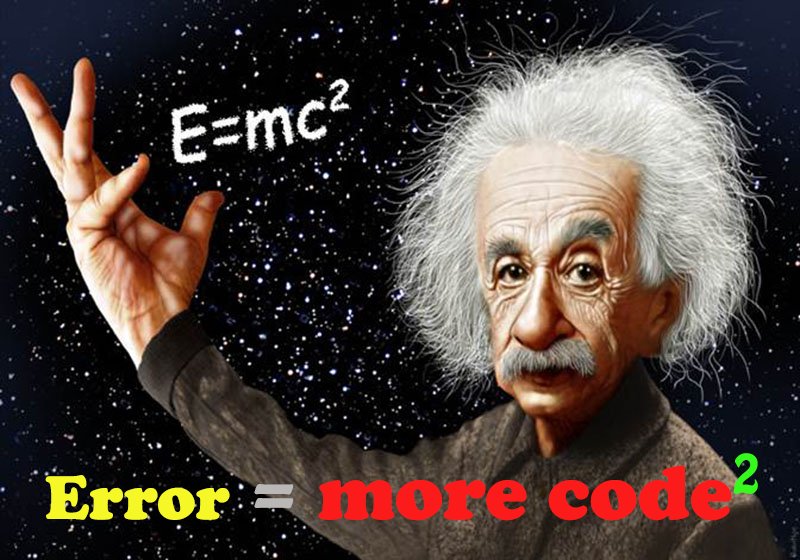 E=mc²
Error = more code²